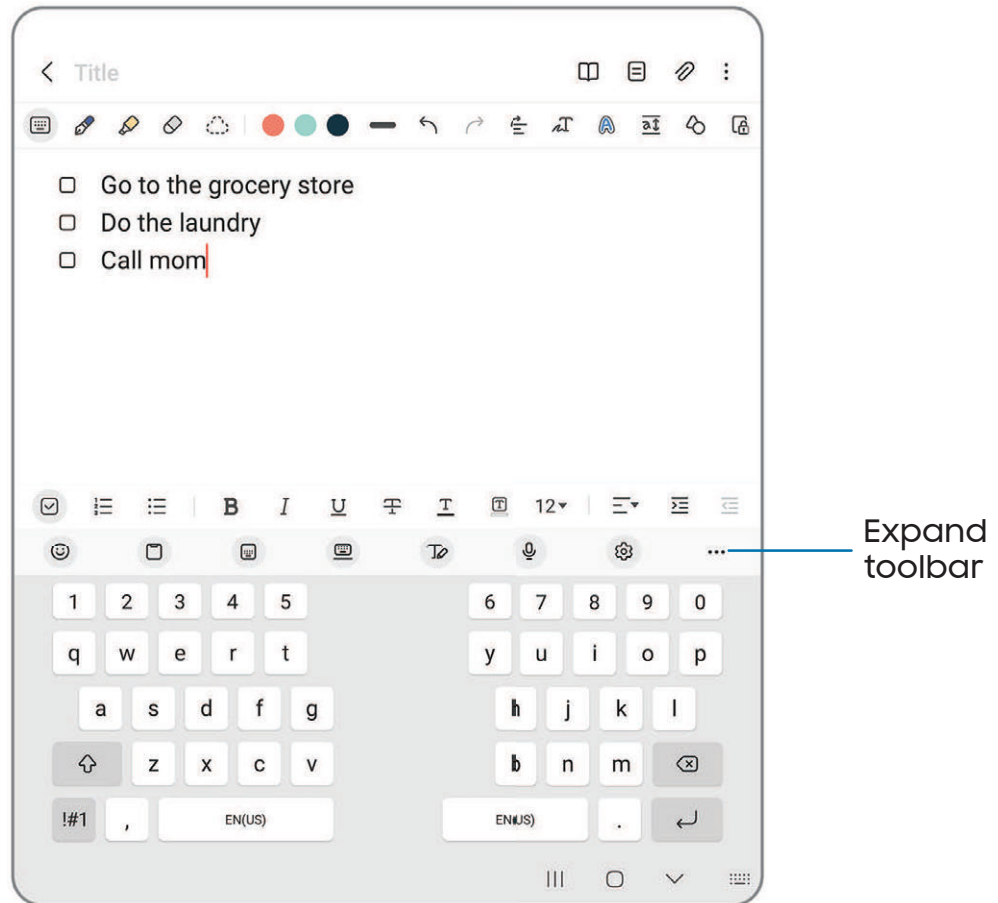 Title
Go to the grocery store
Do the laundry
Call mom
B I U T T T 12
Expand
toolbar
1 2 3 4 5 6 7 8 9 0
q w e r t y u i o p
a s d f g h j k l
z x c v b n m
!#1 , EN(US) EN(US) .